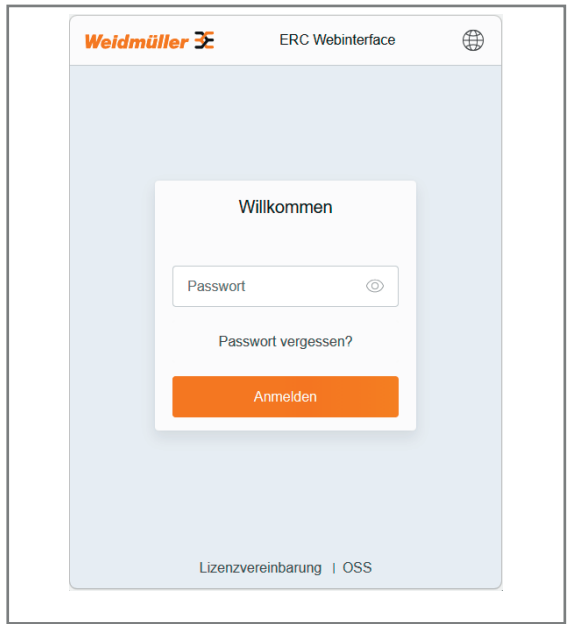 Weidmüller ERC Webinterface
Willkommen
Passwort
Passwort vergessen?
Anmelden
Lizenzvereinbarung | OSS